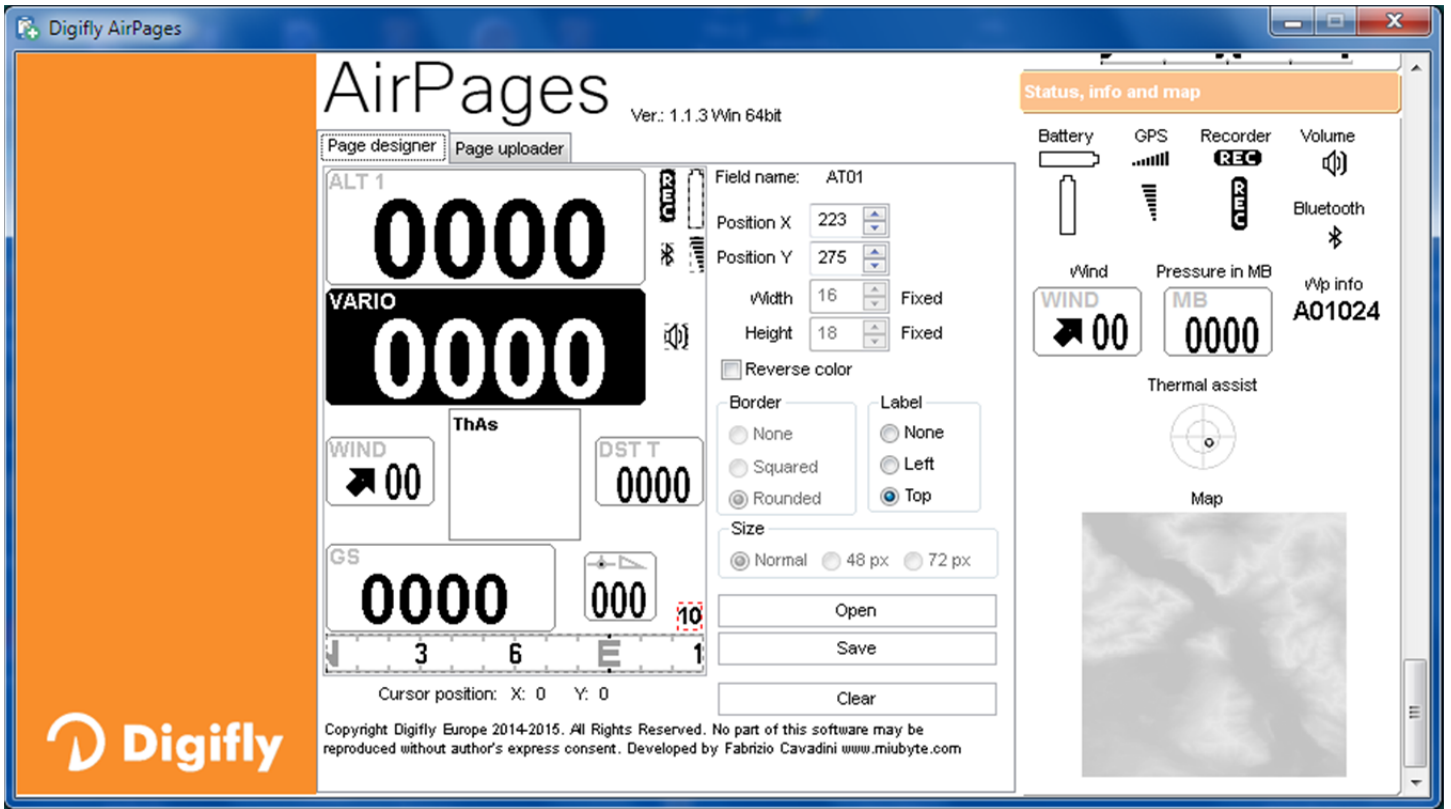 Digifly AirPages
AirPages
Ver.: 1.1.3 Win 64bit
Page designer
Page uploader
ALT 1
0000
REC
VARIO
0000
ThAs
WIND
00
DST T
0000
GS
0000
000
10
3 6 E 1
Cursor position: X: 0 Y: 0
Field name: AT01
Position X 223
Position Y 275
Width 16 Fixed
Height 18 Fixed
Reverse color
Border
None
Squared
Rounded
Label
None
Left
Top
Size
Normal 48 px 72 px
Open
Save
Clear
Copyright Digifly Europe 2014-2015. All Rights Reserved. No part of this software may be
reproduced without author's express consent. Developed by Fabrizio Cavadini www.miubyte.com
Digifly
Status, info and map
Battery GPS Recorder Volume
REC
REC
Bluetooth
Wind Pressure in MB Wp info
WIND
00
MB
0000
A01024
Thermal assist
Map